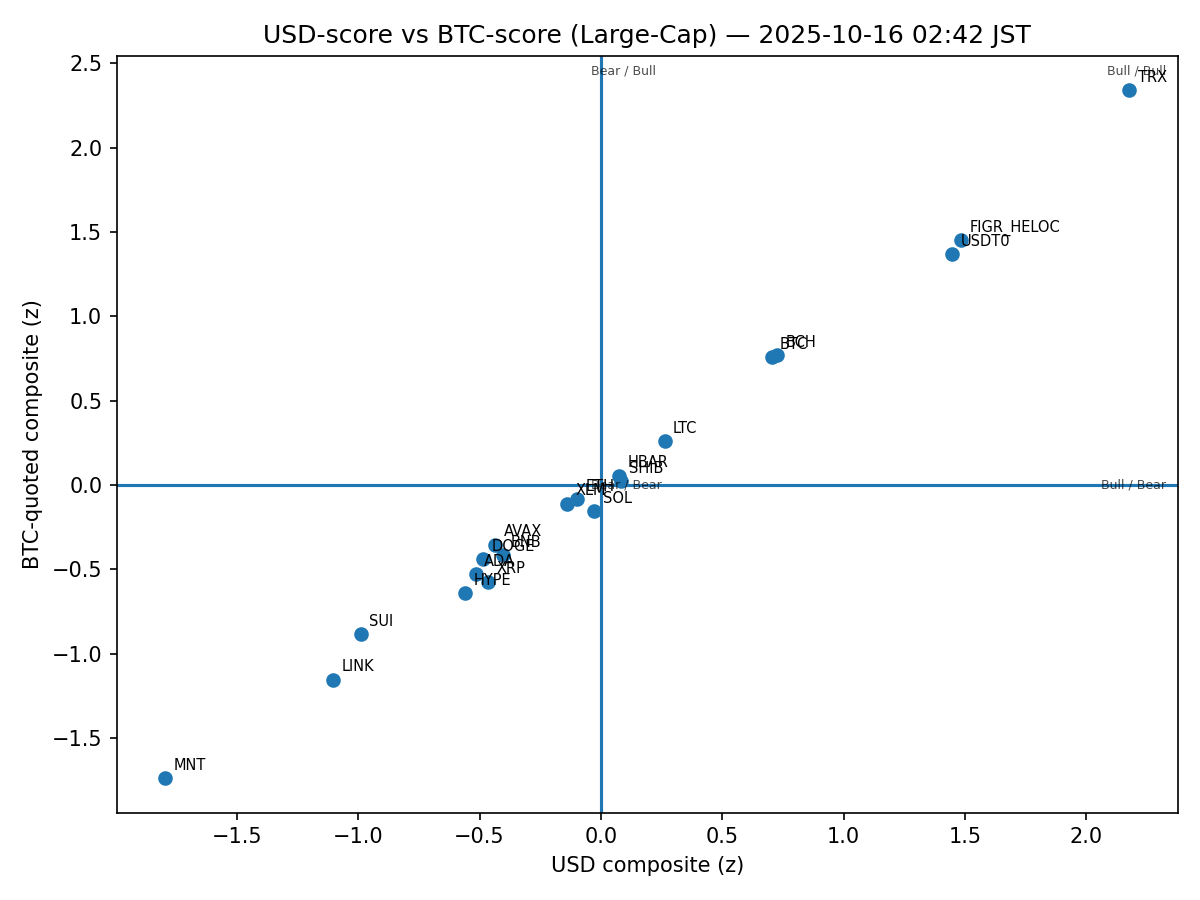 USD-score vs BTC-score (Large-Cap) — 2025-10-16 02:42 JST
Bear / Bull
Bull / Bull
TRX
FIGR_HELOC
USDT0
BCH
BTC
LTC
HBAR
SHIB
ETH
Bear / Bear
Bull / Bear
XLM
SOL
AVAX
BNB
DOGE
ADA
XRP
HYPE
SUI
LINK
MNT
2.5
2.0
1.5
1.0
0.5
0.0
−0.5
−1.0
−1.5
BTC-quoted composite (z)
−1.5
−1.0
−0.5
0.0
0.5
1.0
1.5
2.0
USD composite (z)